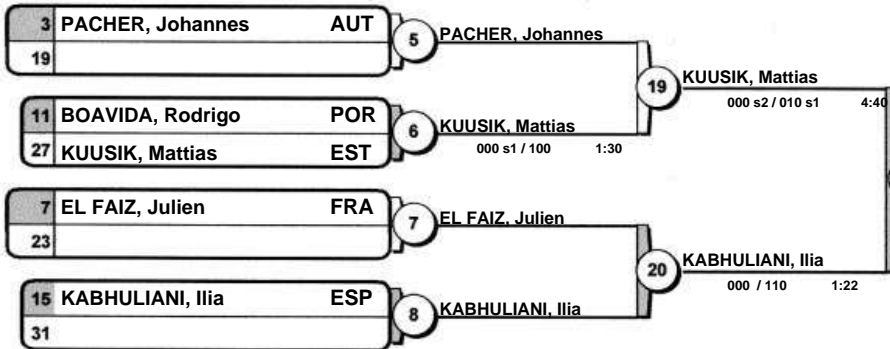 3 PACHER, Johannes AUT
19
5
PACHER, Johannes
11 BOAVIDA, Rodrigo POR
27 KUUSIK, Mattias EST
6
KUUSIK, Mattias
000 s1 / 100 1:30
19
KUUSIK, Mattias
000 s2 / 010 s1 4:40
7 EL FAIZ, Julien FRA
23
7
EL FAIZ, Julien
15 KABHULIANI, Ilia ESP
31
8
KABHULIANI, Ilia
20
KABHULIANI, Ilia
000 / 110 1:22